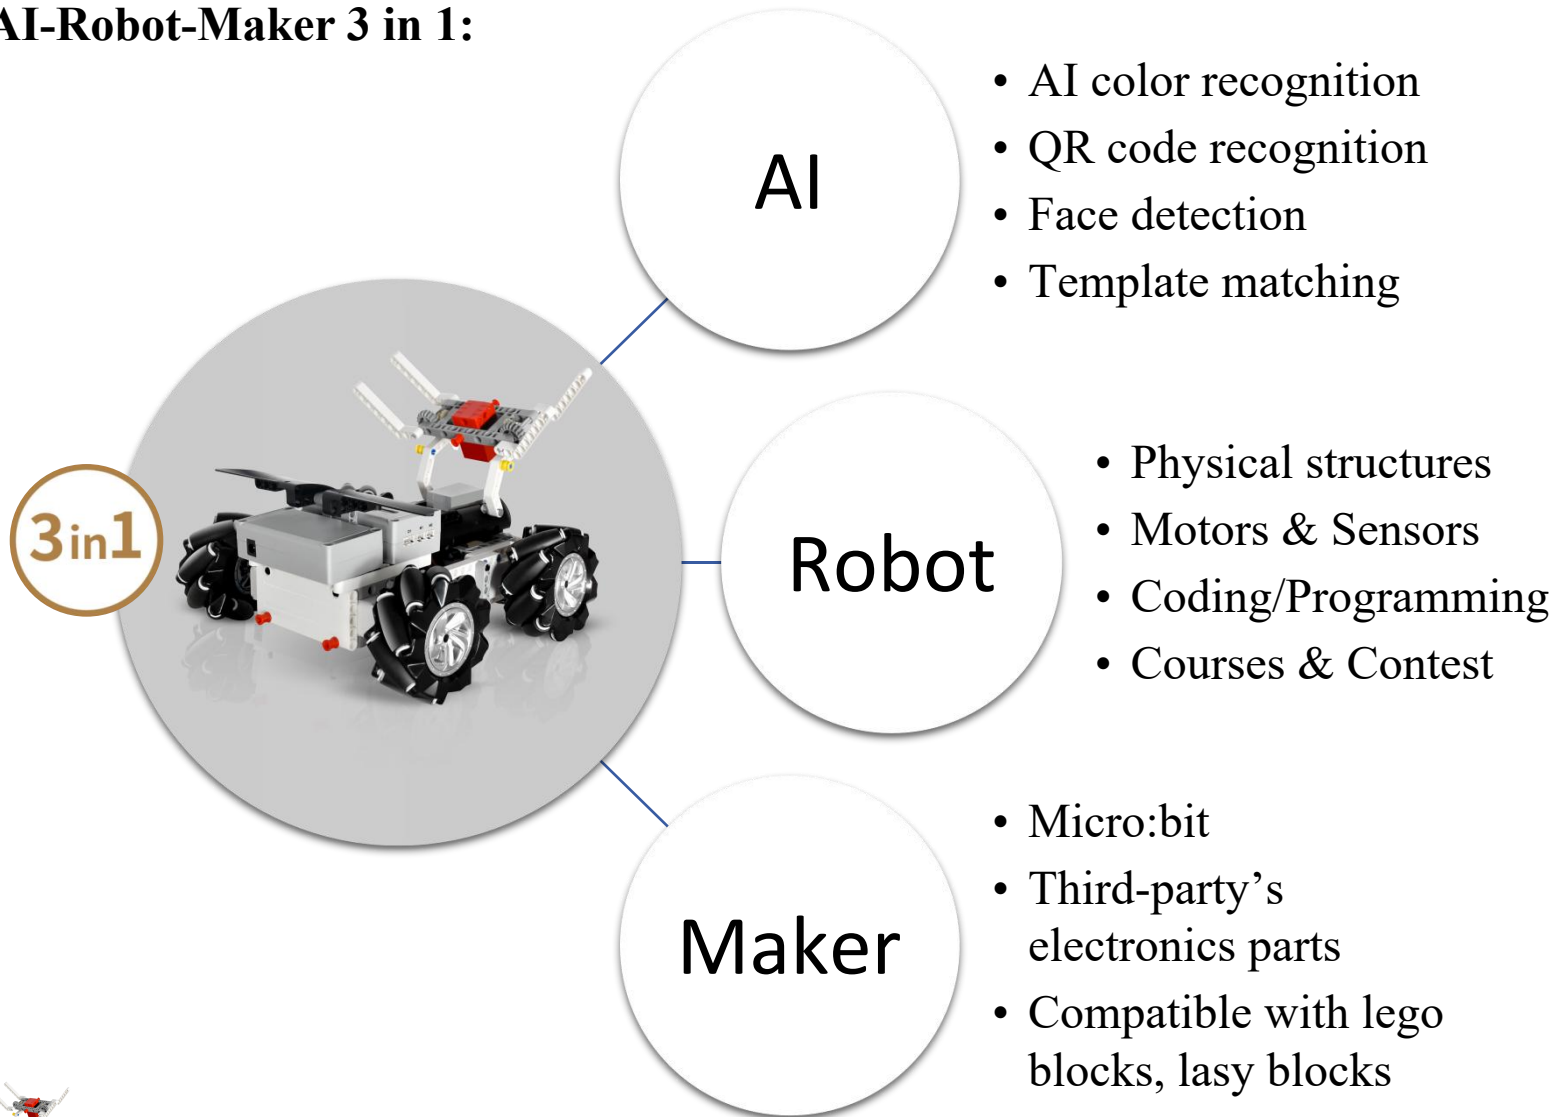 AI-Robot-Maker 3 in 1:
AI
• AI color recognition
• QR code recognition
• Face detection
• Template matching
3in1
Robot
• Physical structures
• Motors & Sensors
• Coding/Programming
• Courses & Contest
Maker
• Micro:bit
• Third-party’s
electronics parts
• Compatible with lego
blocks, lasy blocks